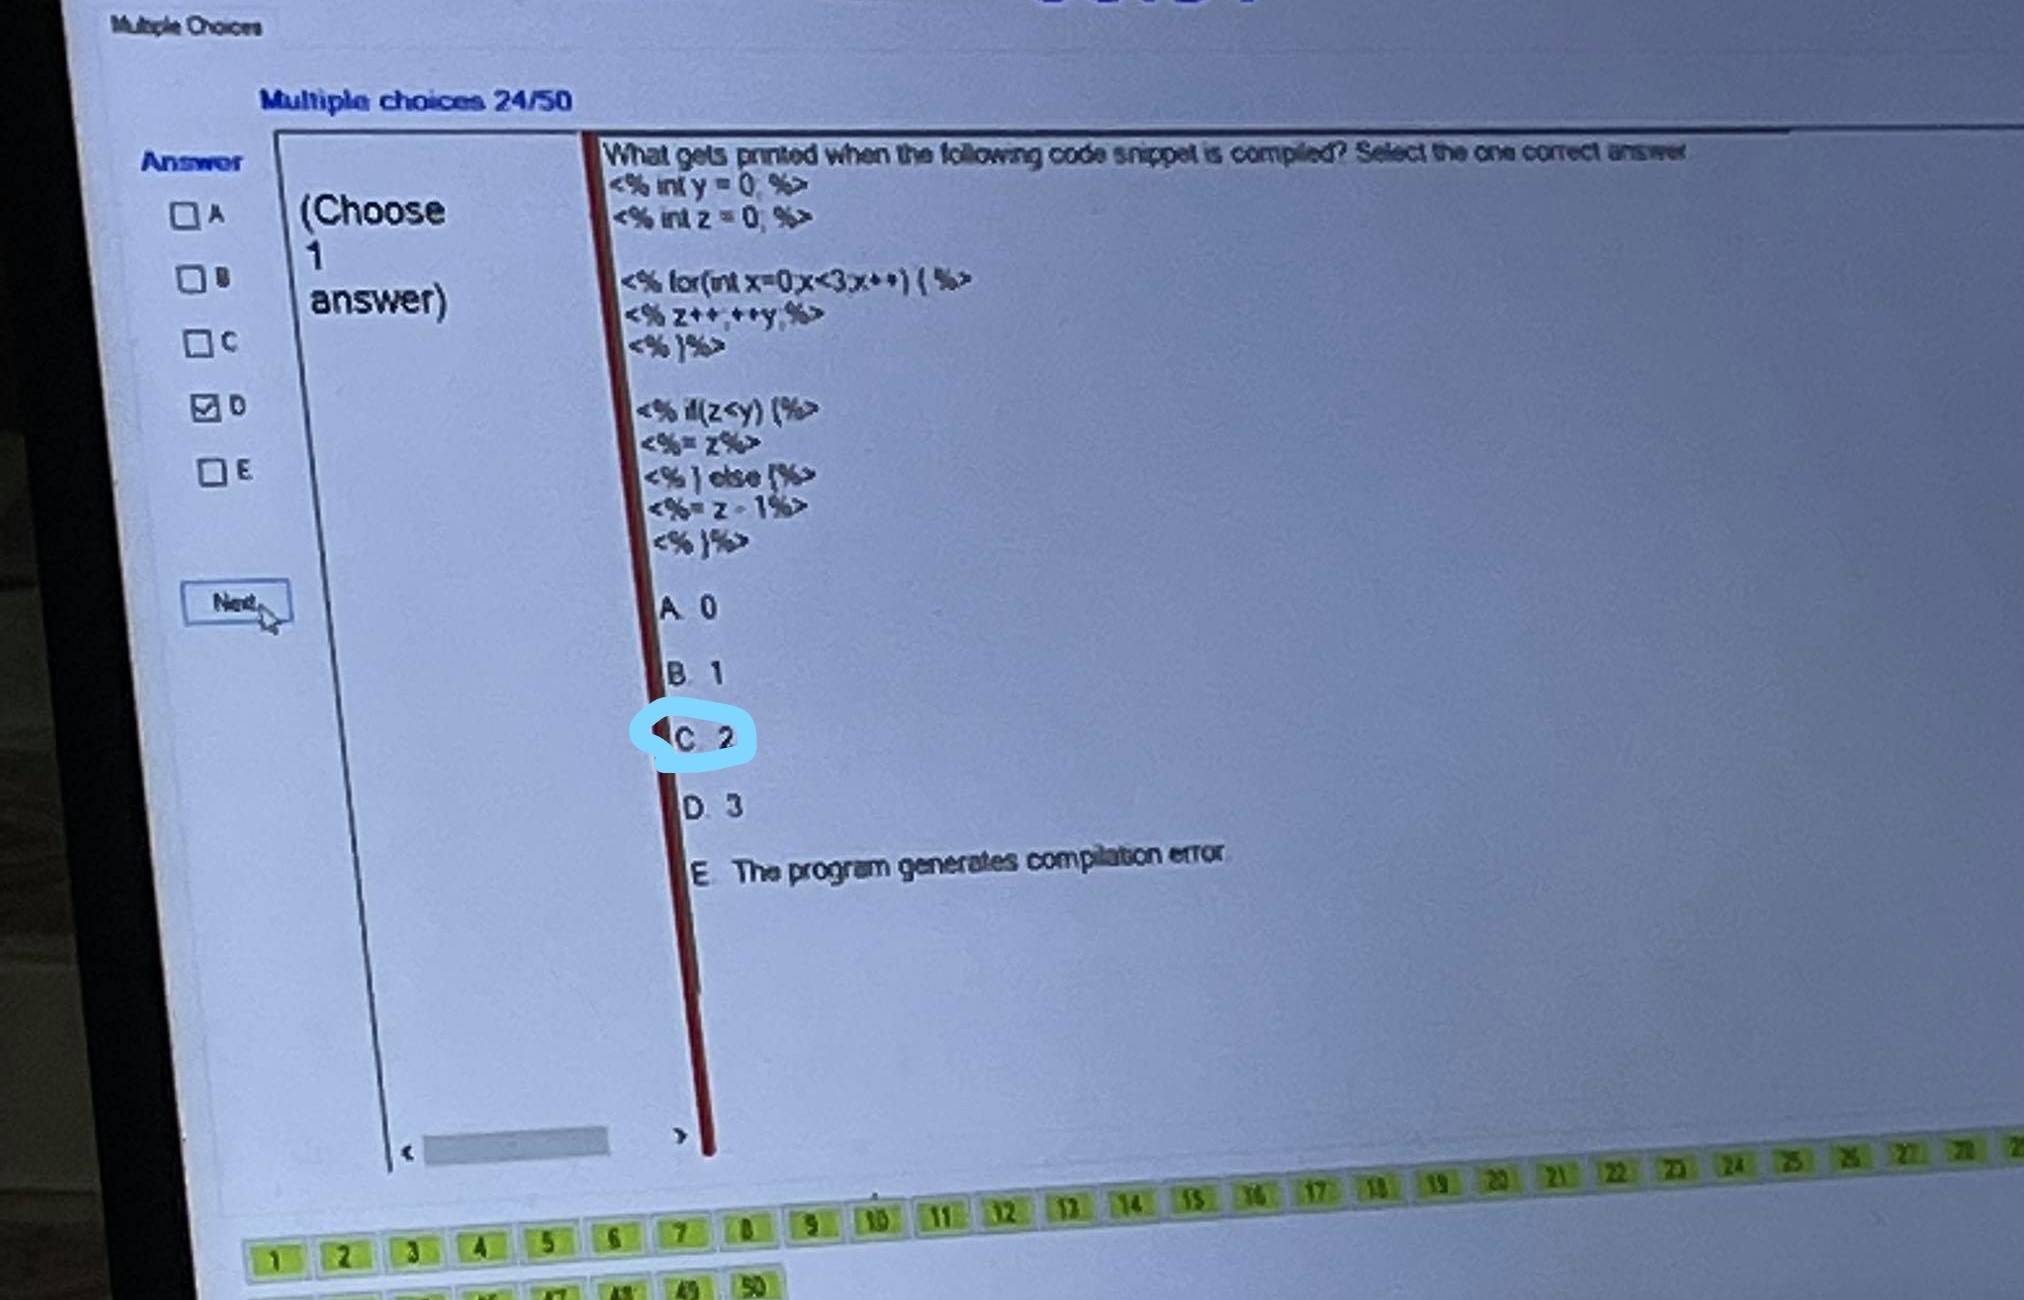 Multiple Choices
Multiple choices 24/50
Answer
A
B
C
D
E
(Choose
1
answer)
Next
What gets printed when the following code snippet is compiled? Select the one correct answer
<% int y = 0; %>
<% int z = 0; %>
<% for(int x=0;x<3;x++) { %>
<% z++;++y;%>
<% }%>
<% if(z<y) {%>
<%= z%>
<% } else {%>
<%= z - 1%>
<% }%>
A. 0
B. 1
C. 2
D. 3
E. The program generates compilation error.
1 2 3 4 5 6 7 8 9 10 11 12 13 14 15 16 17 18 19 20 21 22 23 24 25 26 27 28
47 48 49 50